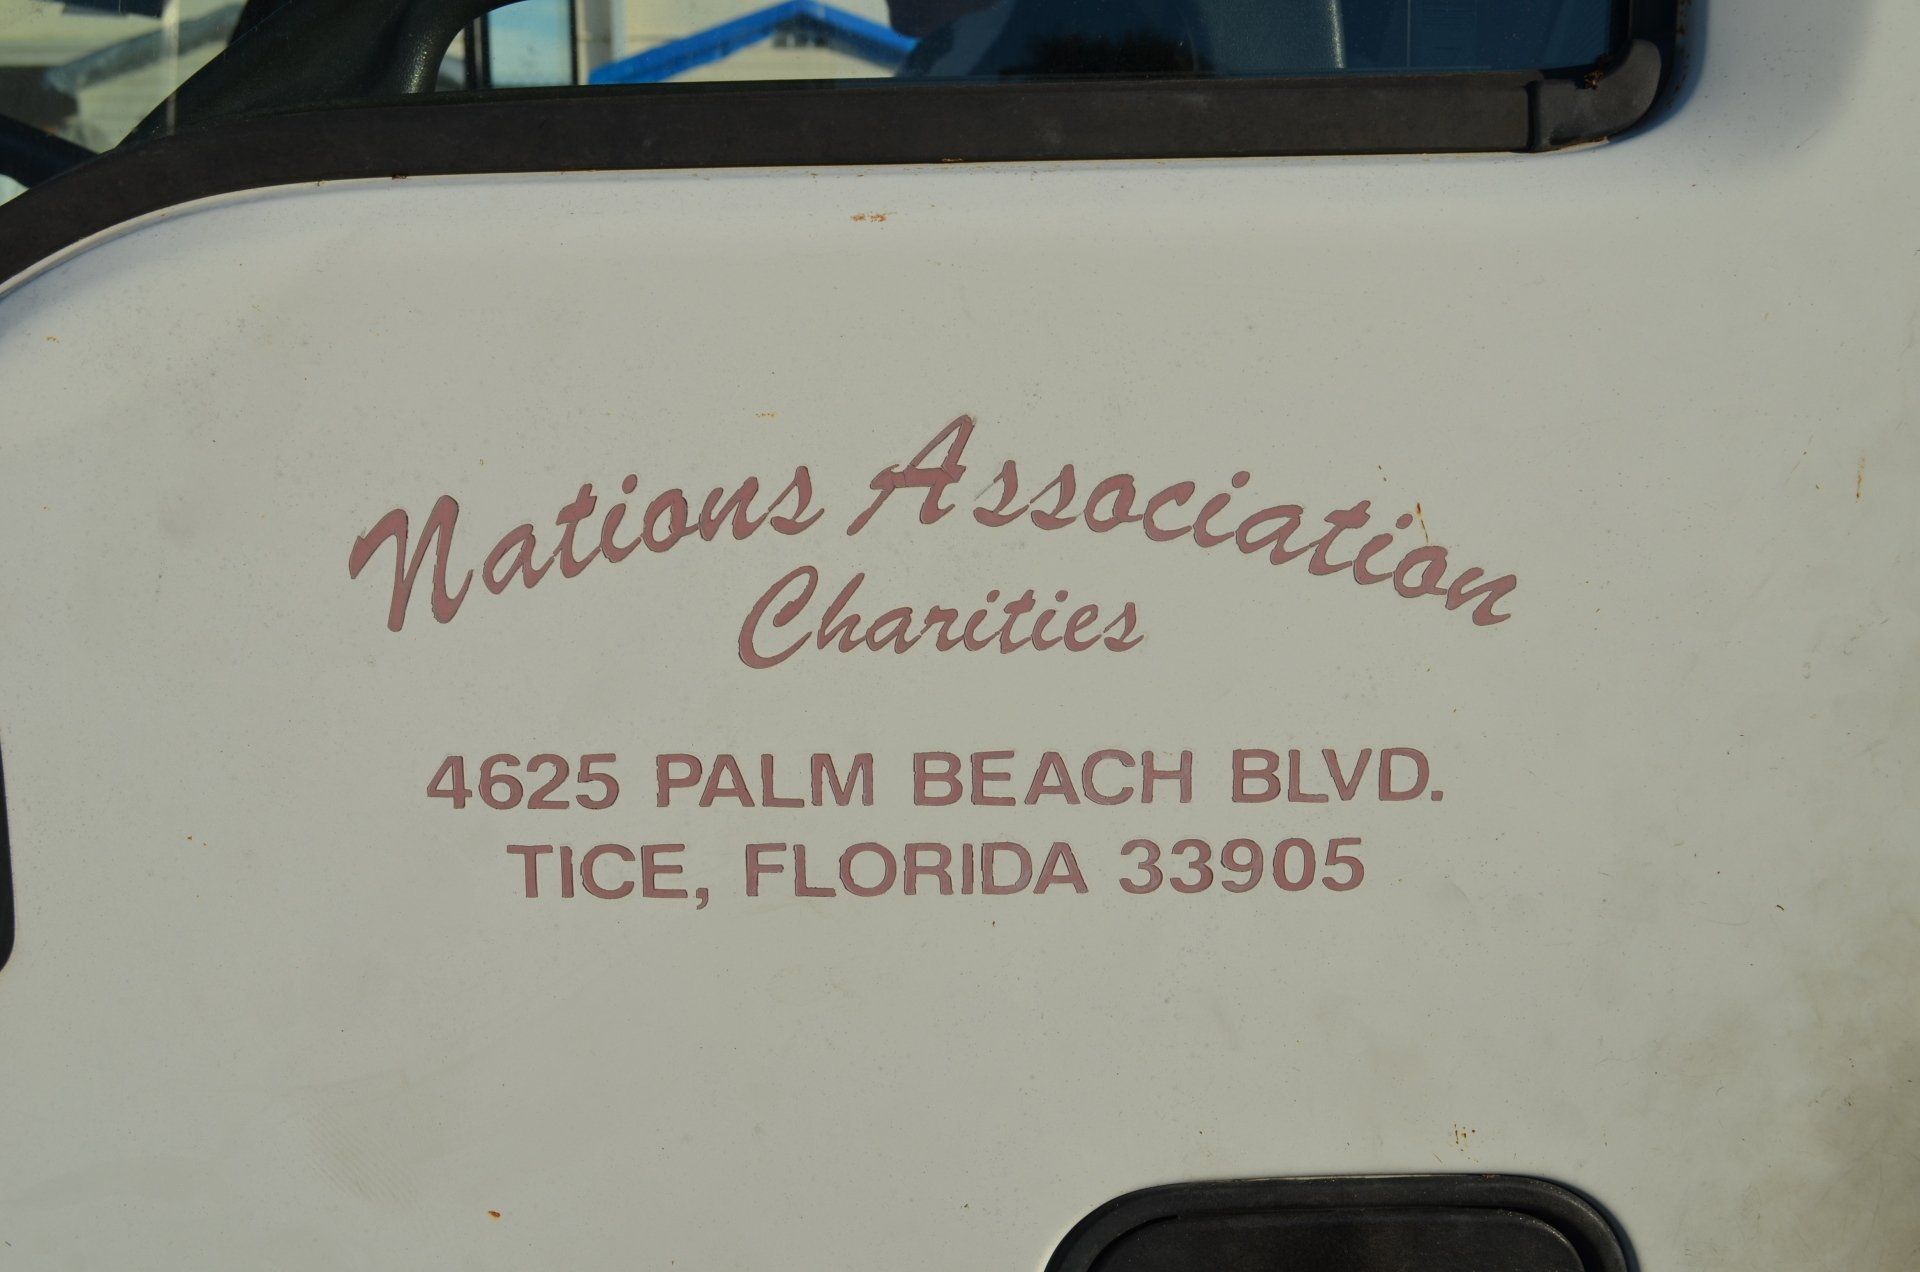 Nations Association
Charities
4625 PALM BEACH BLVD.
TICE, FLORIDA 33905